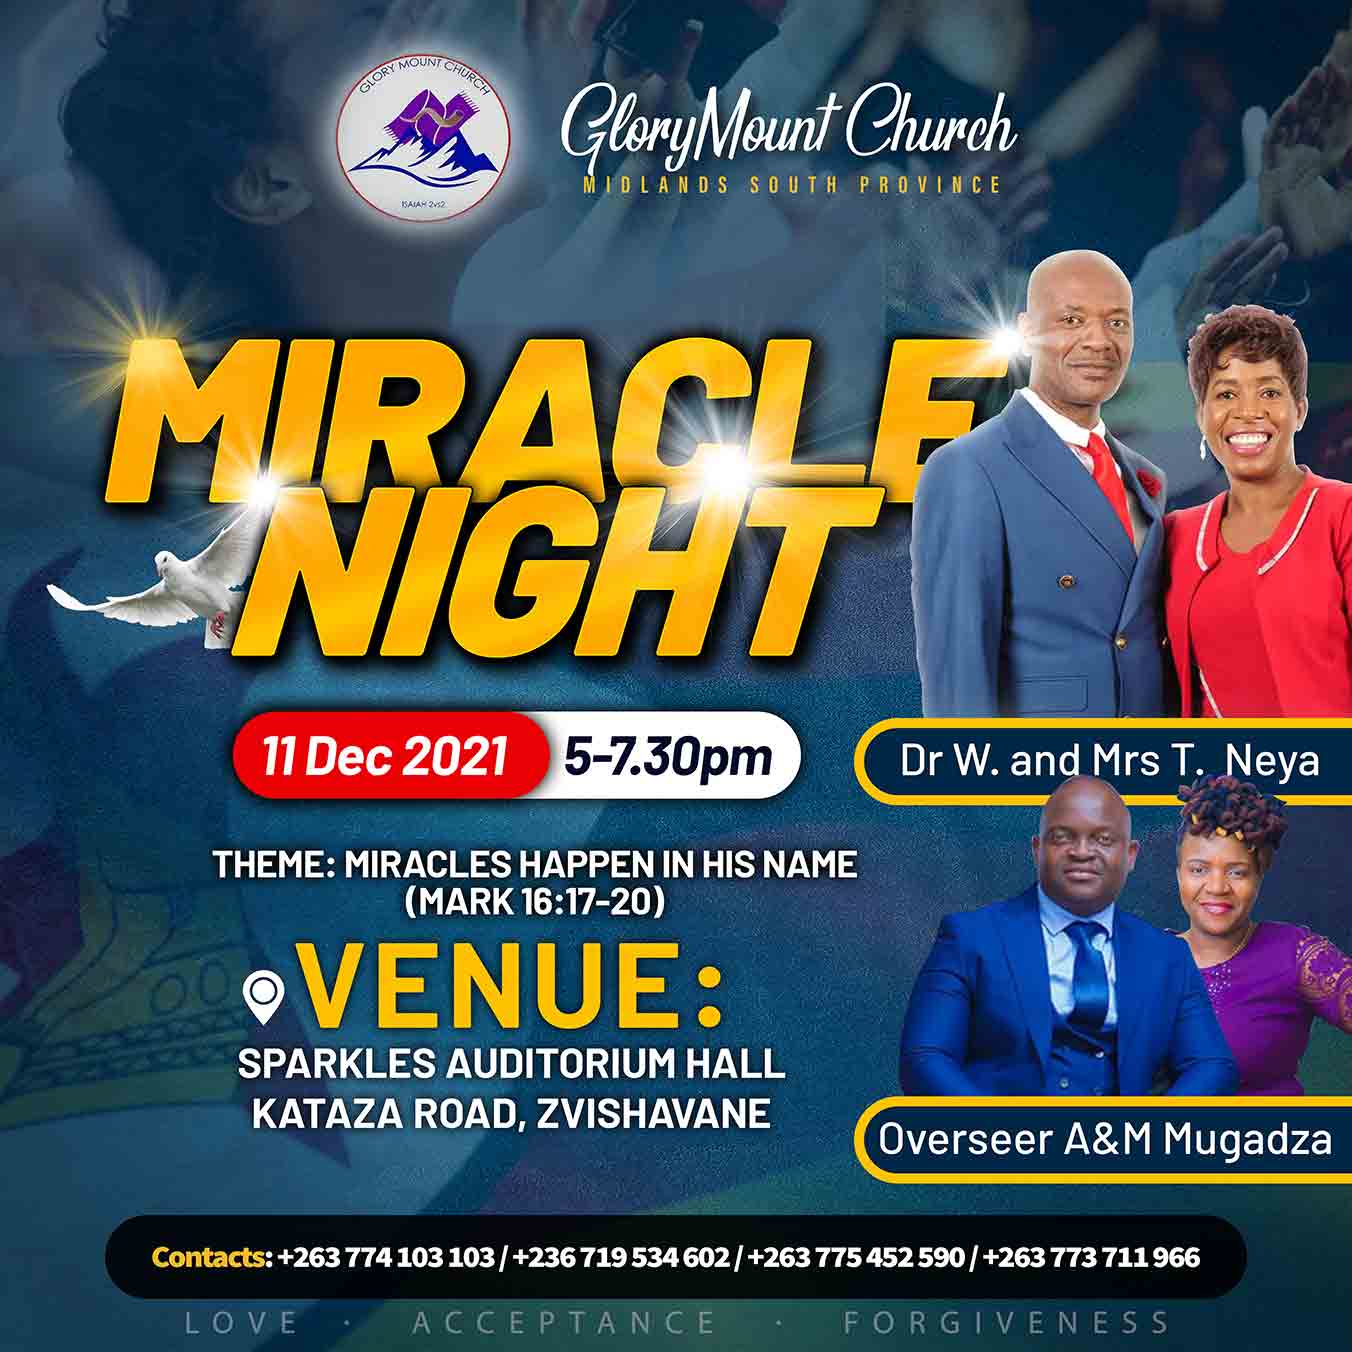 GLORY MOUNT CHURCH
ISAIAH 2vs2
GloryMount Church
MIDLANDS SOUTH PROVINCE
MIRACLE
NIGHT
11 Dec 2021 5-7.30pm
Dr W. and Mrs T. Neya
THEME: MIRACLES HAPPEN IN HIS NAME
(MARK 16:17-20)
VENUE:
SPARKLES AUDITORIUM HALL
KATAZA ROAD, ZVISHAVANE
Overseer A&M Mugadza
Contacts: +263 774 103 103 / +236 719 534 602 / +263 775 452 590 / +263 773 711 966
LOVE · ACCEPTANCE · FORGIVENESS